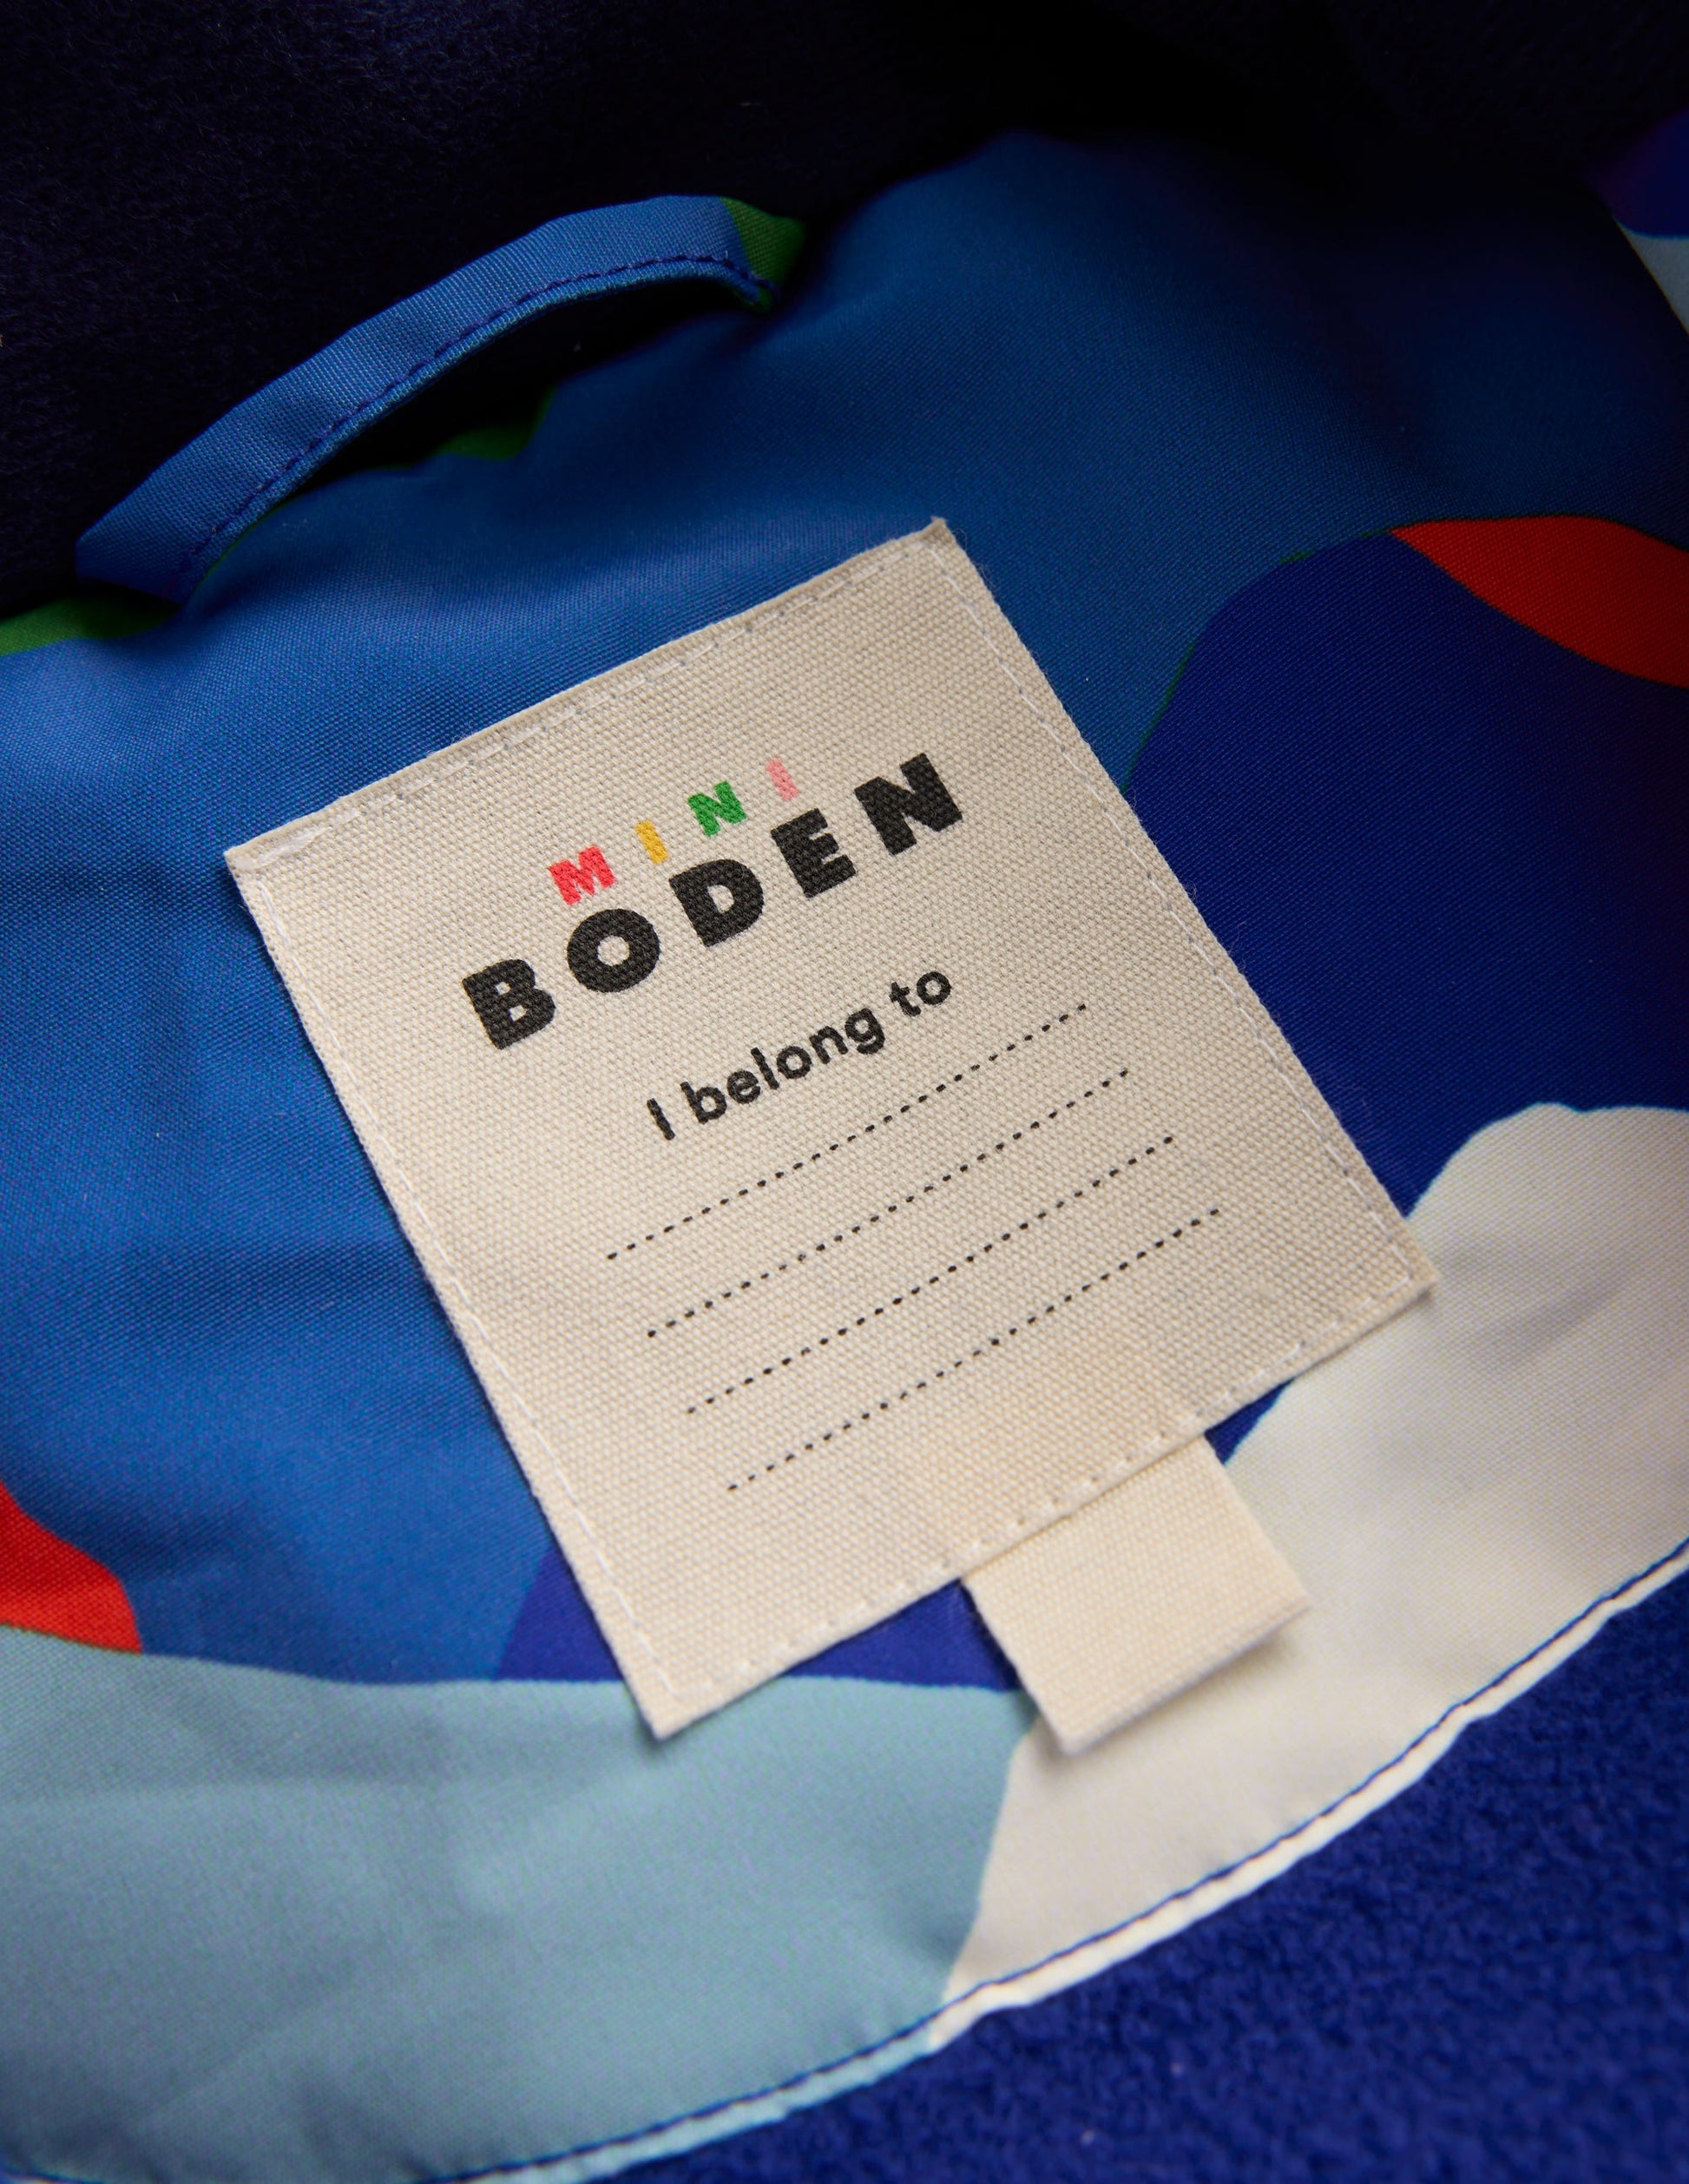 MINI
BODEN
I belong to